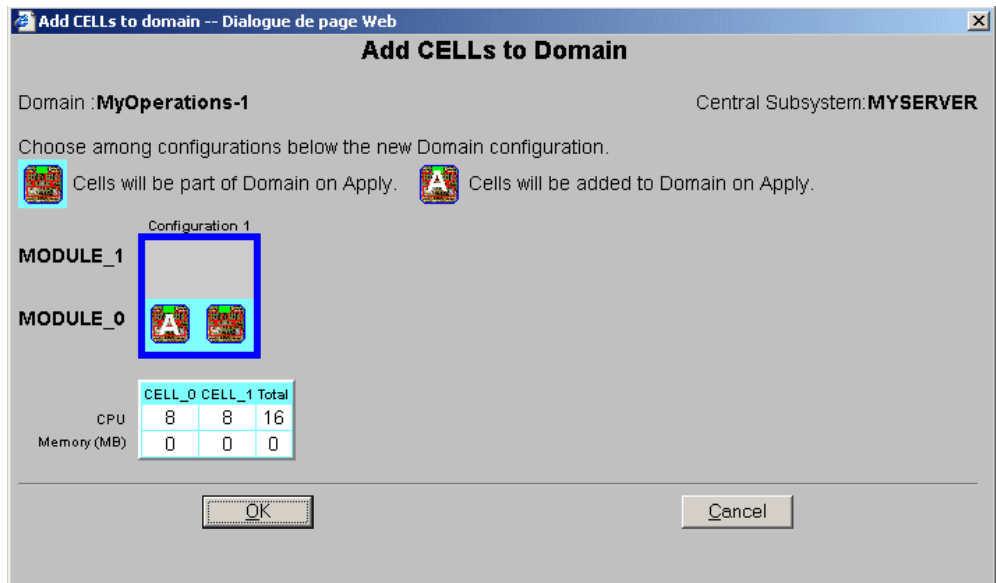 Add CELLs to domain -- Dialogue de page Web
Add CELLs to Domain
Domain :MyOperations-1 Central Subsystem:MYSERVER
Choose among configurations below the new Domain configuration.
Cells will be part of Domain on Apply. A Cells will be added to Domain on Apply.
Configuration 1
MODULE_1
MODULE_0 A
CELL_0 CELL_1 Total
CPU 8 8 16
Memory (MB) 0 0 0
OK Cancel